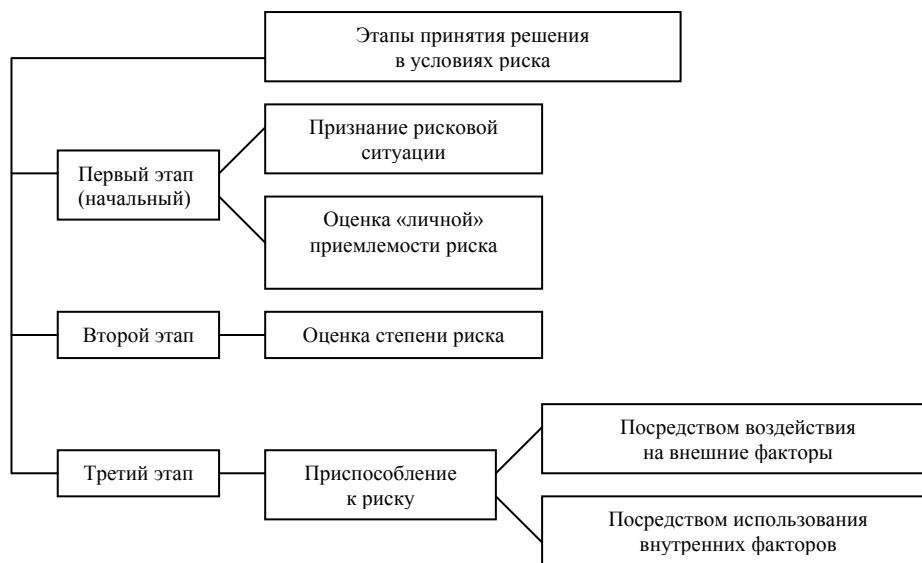 Этапы принятия решения
в условиях риска
Признание рисковой
ситуации
Первый этап
(начальный)
Оценка «личной»
приемлемости риска
Второй этап
Оценка степени риска
Посредством воздействия
на внешние факторы
Третий этап
Приспособление
к риску
Посредством использования
внутренних факторов